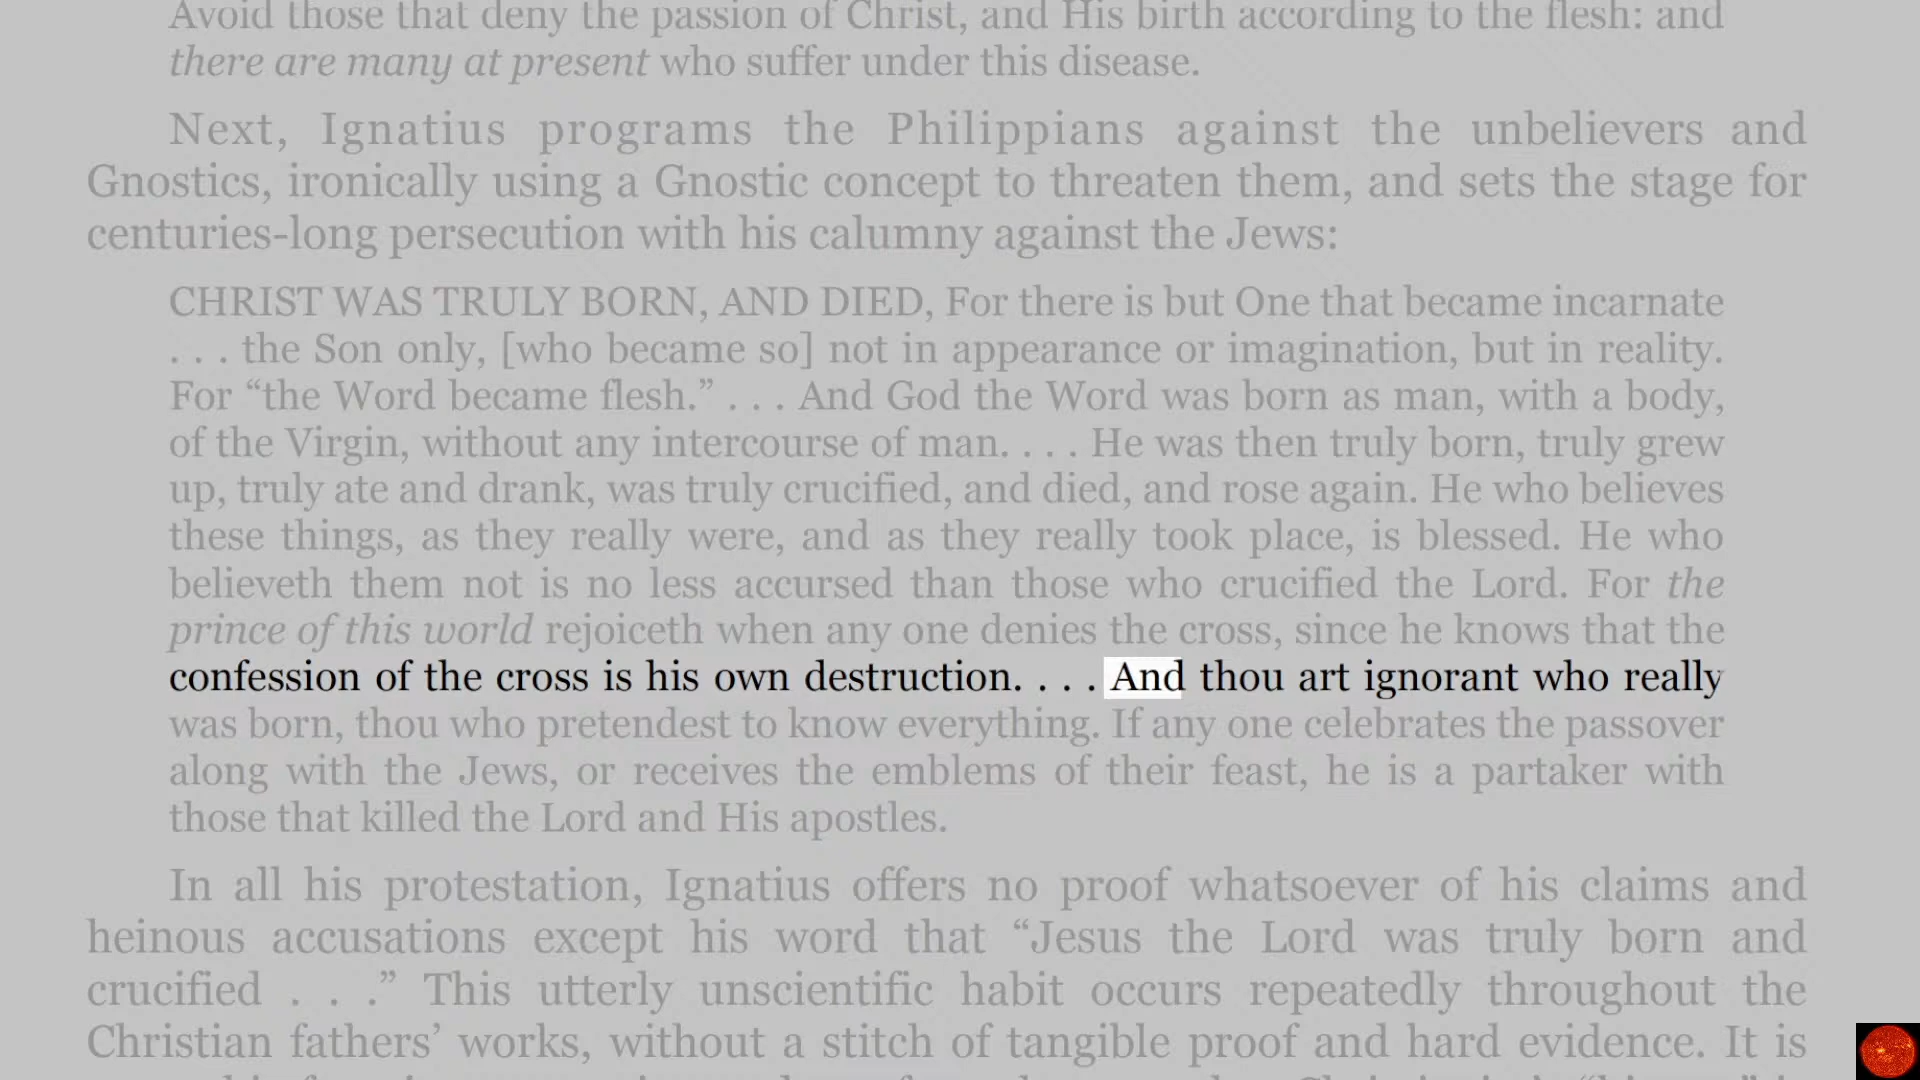 Avoid those that deny the passion of Christ, and His birth according to the flesh: and
there are many at present who suffer under this disease.
Next, Ignatius programs the Philippians against the unbelievers and
Gnostics, ironically using a Gnostic concept to threaten them, and sets the stage for
centuries-long persecution with his calumny against the Jews:
CHRIST WAS TRULY BORN, AND DIED, For there is but One that became incarnate
. . . the Son only, [who became so] not in appearance or imagination, but in reality.
For “the Word became flesh.” . . . And God the Word was born as man, with a body,
of the Virgin, without any intercourse of man. . . . He was then truly born, truly grew
up, truly ate and drank, was truly crucified, and died, and rose again. He who believes
these things, as they really were, and as they really took place, is blessed. He who
believeth them not is no less accursed than those who crucified the Lord. For the
prince of this world rejoiceth when any one denies the cross, since he knows that the
confession of the cross is his own destruction. . . . And thou art ignorant who really
was born, thou who pretendest to know everything. If any one celebrates the passover
along with the Jews, or receives the emblems of their feast, he is a partaker with
those that killed the Lord and His apostles.
In all his protestation, Ignatius offers no proof whatsoever of his claims and
heinous accusations except his word that “Jesus the Lord was truly born and
crucified . . .” This utterly unscientific habit occurs repeatedly throughout the
Christian fathers’ works, without a stitch of tangible proof and hard evidence. It is